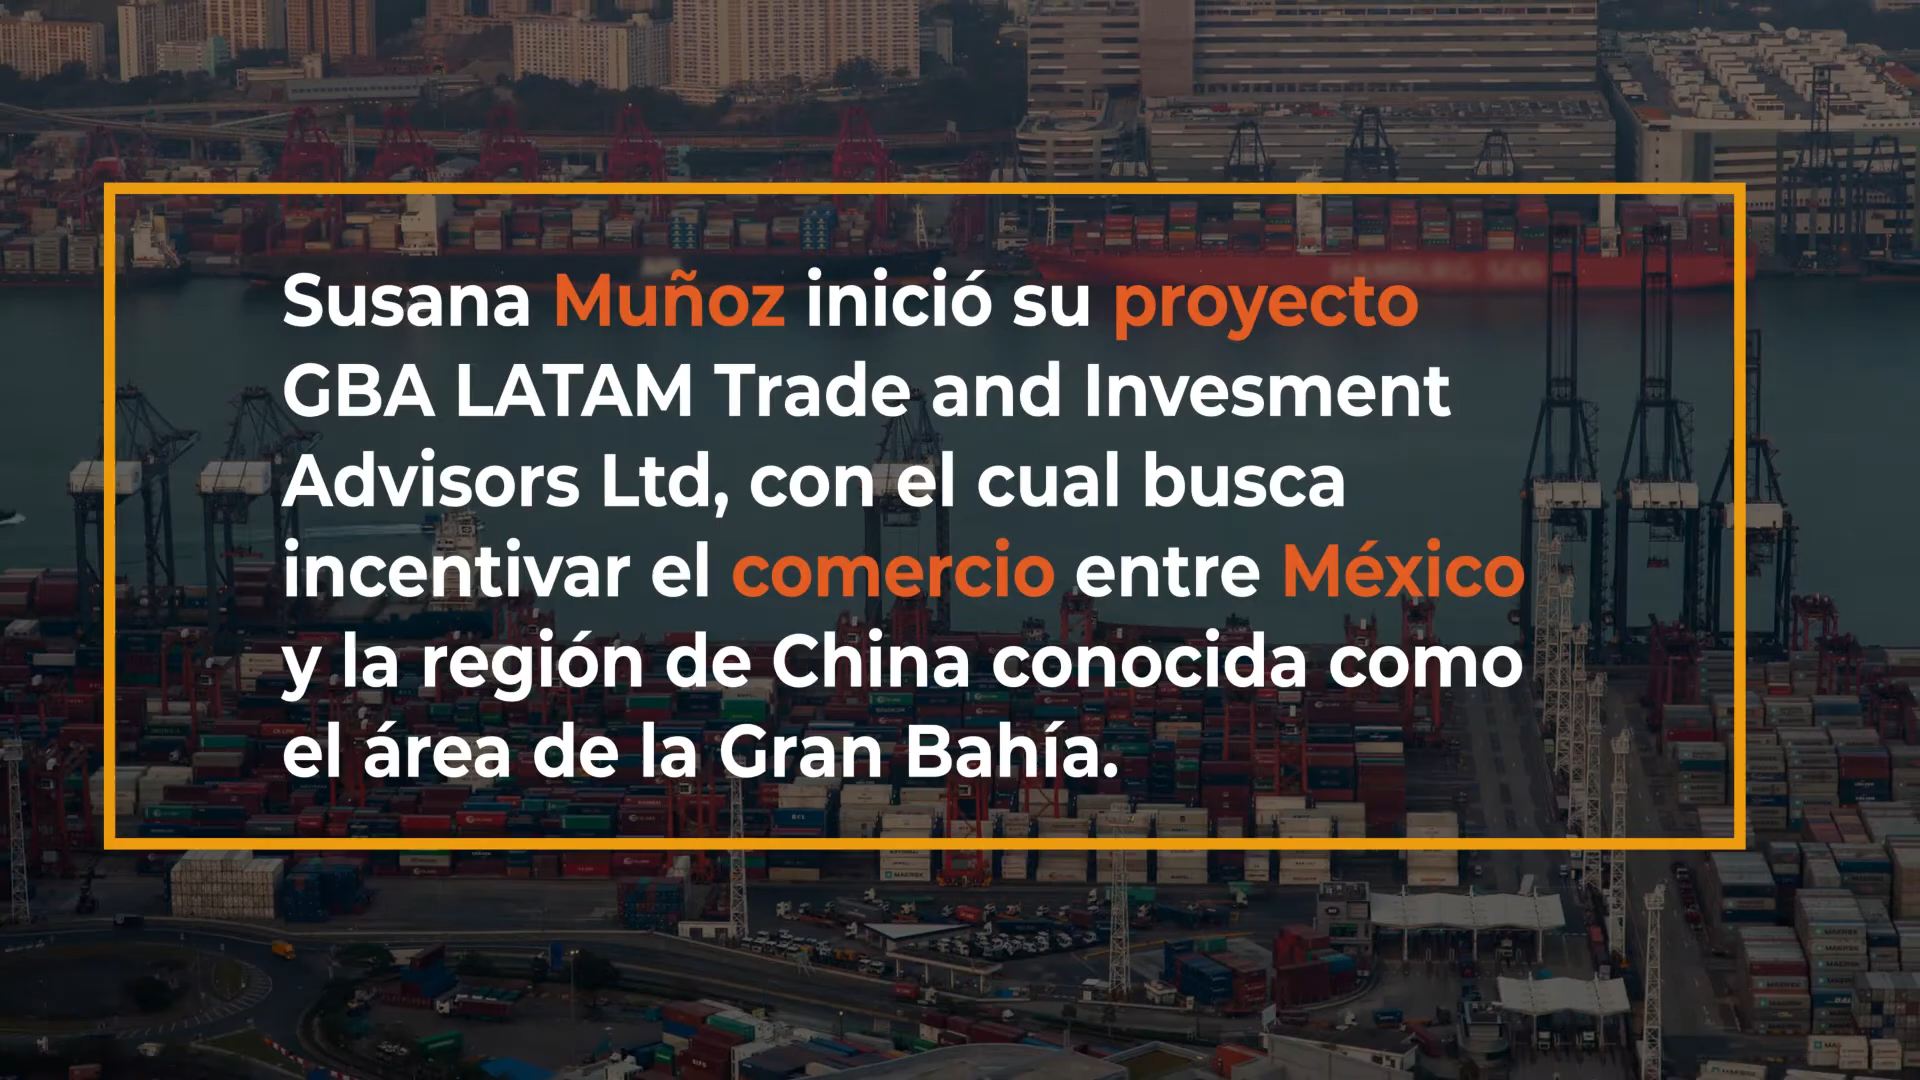 Susana Muñoz inició su proyecto
GBA LATAM Trade and Invesment
Advisors Ltd, con el cual busca
incentivar el comercio entre México
y la región de China conocida como
el área de la Gran Bahía.